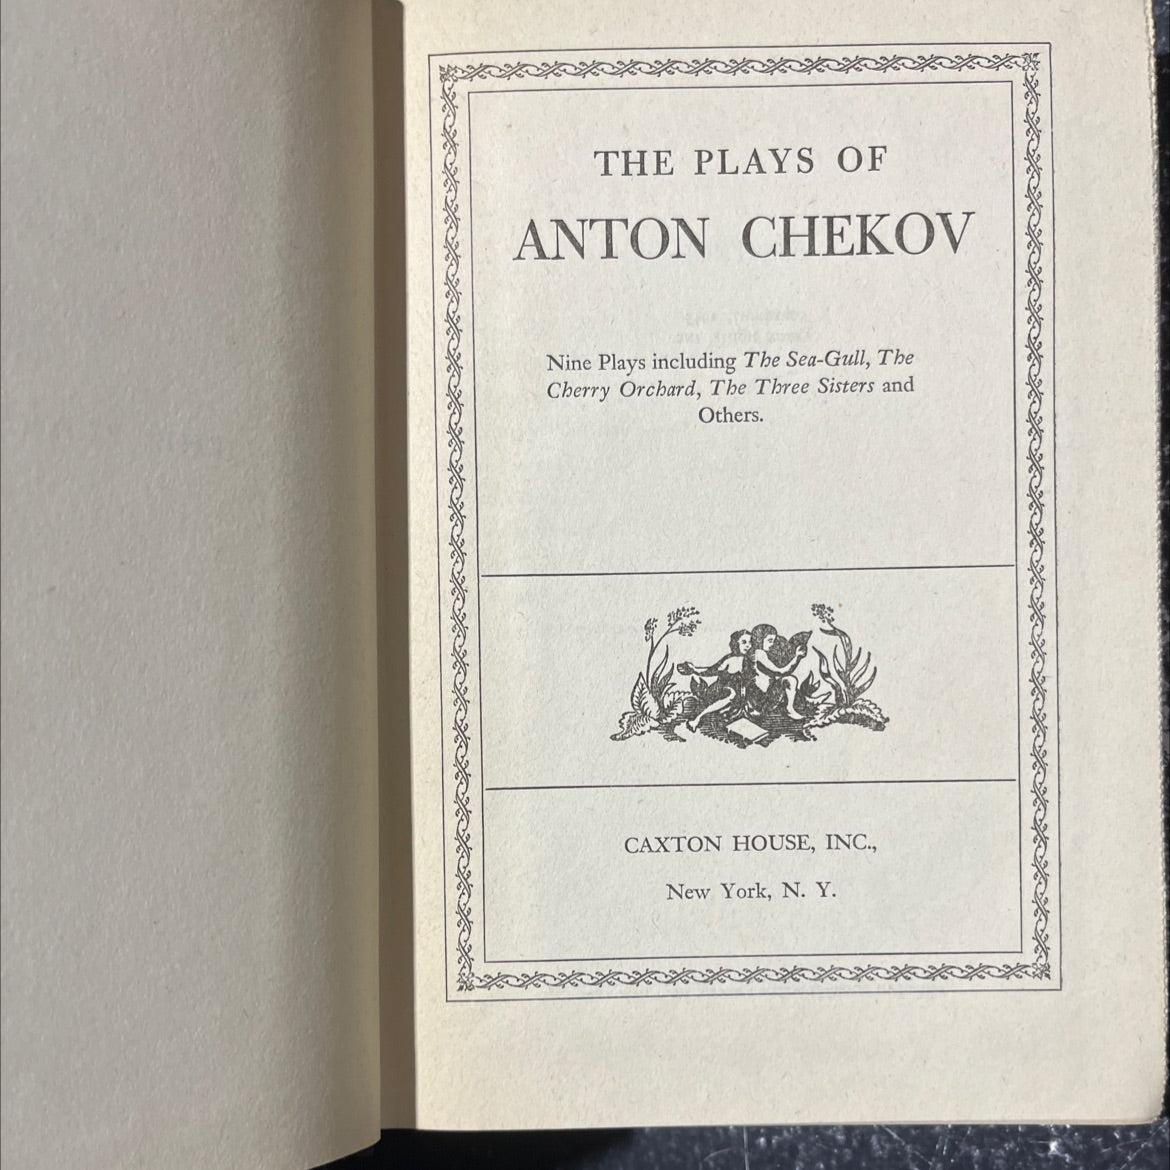 THE PLAYS OF
ANTON CHEKOV
Nine Plays including The Sea-Gull, The
Cherry Orchard, The Three Sisters and
Others.
CAXTON HOUSE, INC.,
New York, N. Y.